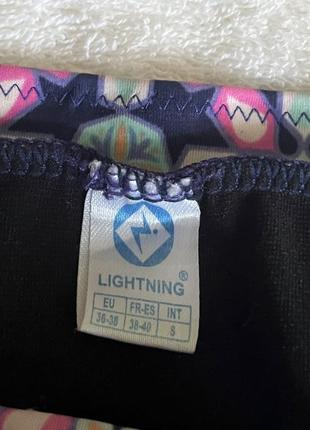 LIGHTNING®
EU FR-ES INT
36-38 38-40 S